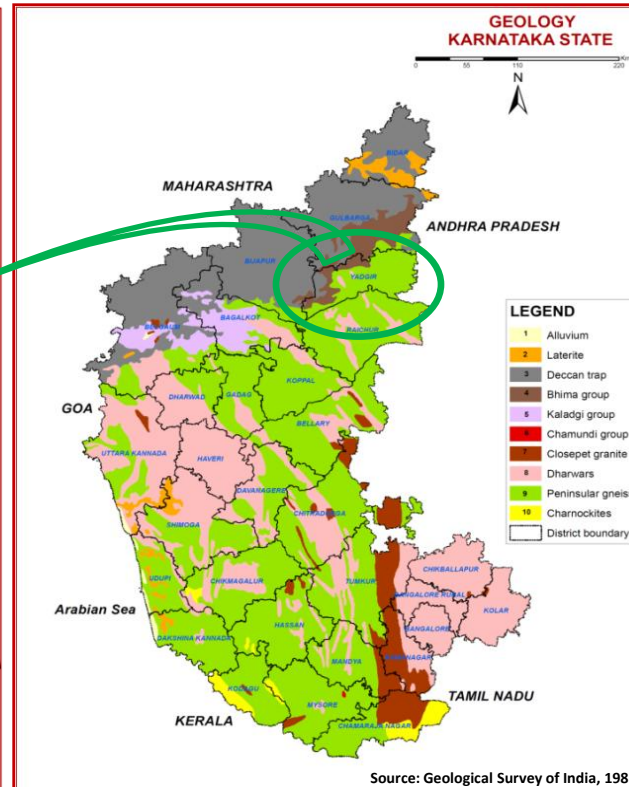 GEOLOGY
KARNATAKA STATE
0 55 110 220
N
BIDAR
MAHARASHTRA
GULBARGA
ANDHRA PRADESH
BIJAPUR
YADGIR
BAGALKOT
BELGAUM
RAICHUR
KOPPAL
DHARWAD
GADAG
GOA
BELLARY
UTTARA KANNADA
HAVERI
DAVANAGERE
CHITRADURGA
SHIMOGA
CHIKBALLAPUR
UDUPI
CHIKMAGALUR
TUMKUR
BANGALORE RURAL
KOLAR
Arabian Sea
HASSAN
BANGALORE
DAKSHINA KANNADA
MANDYA
KODAGU
MYSORE
TAMIL NADU
KERALA
CHAMARAJA NAGAR
LEGEND
1 Alluvium
2 Laterite
3 Deccan trap
4 Bhima group
5 Kaladgi group
6 Chamundi group
7 Closepet granite
8 Dharwars
9 Peninsular gneis
10 Charnockites
District boundary
Source: Geological Survey of India, 198